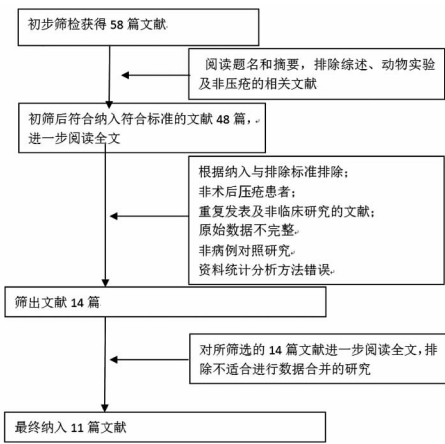 初步筛检获得 58 篇文献
阅读题名和摘要，排除综述、动物实验
及非压疮的相关文献
初筛后符合纳入符合标准的文献 48 篇，
进一步阅读全文
根据纳入与排除标准排除；
非术后压疮患者；
重复发表及非临床研究的文献；
原始数据不完整
非病例对照研究
资料统计分析方法错误
筛出文献 14 篇
对所筛选的 14 篇文献进一步阅读全文，排
除不适合进行数据合并的研究
最终纳入 11 篇文献